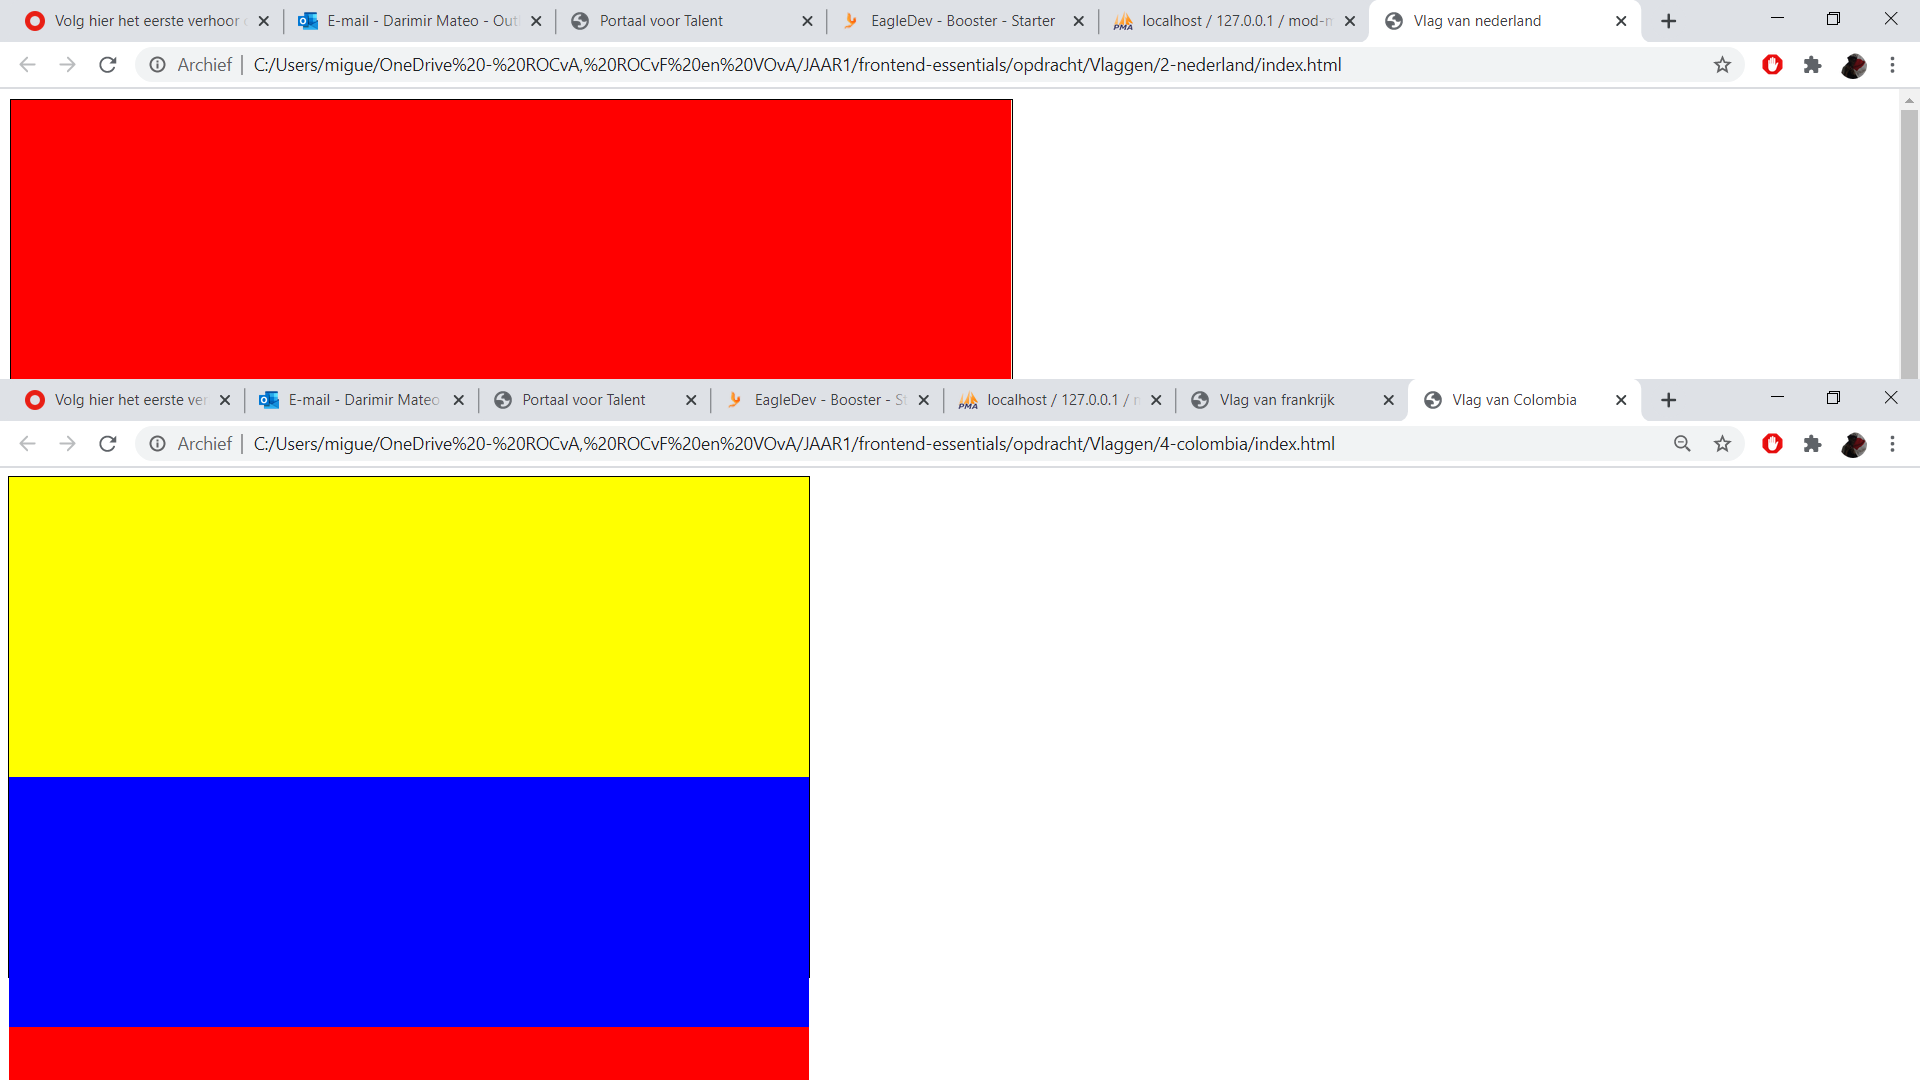 Volg hier het eerste verhoor
E-mail - Darimir Mateo - Out
Portaal voor Talent
EagleDev - Booster - Starter
localhost / 127.0.0.1 / mod-m
Vlag van nederland
Archief | C:/Users/migue/OneDrive%20-%20ROCvA,%20ROCvF%20en%20VOvA/JAAR1/frontend-essentials/opdracht/Vlaggen/2-nederland/index.html
Volg hier het eerste ver
E-mail - Darimir Mateo
Portaal voor Talent
EagleDev - Booster - St
localhost / 127.0.0.1 /
Vlag van frankrijk
Vlag van Colombia
Archief | C:/Users/migue/OneDrive%20-%20ROCvA,%20ROCvF%20en%20VOvA/JAAR1/frontend-essentials/opdracht/Vlaggen/4-colombia/index.html